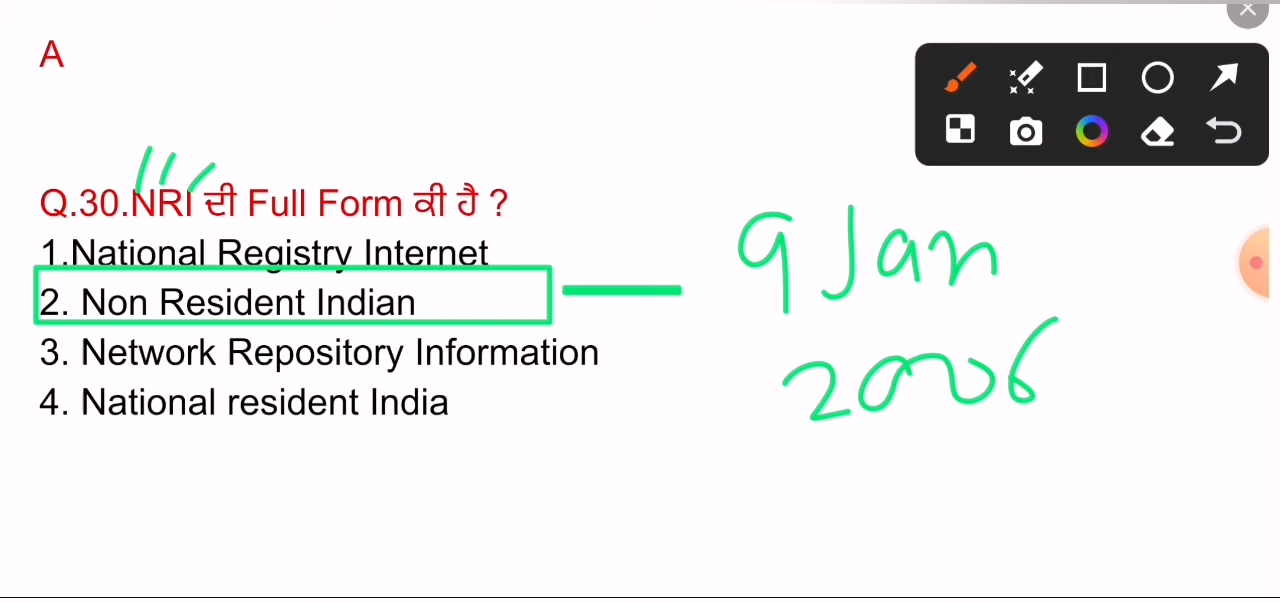 A
Q.30.NRI ਦੀ Full Form ਕੀ ਹੈ ?
1.National Registry Internet
2. Non Resident Indian
3. Network Repository Information
4. National resident India
9 Jan
2006